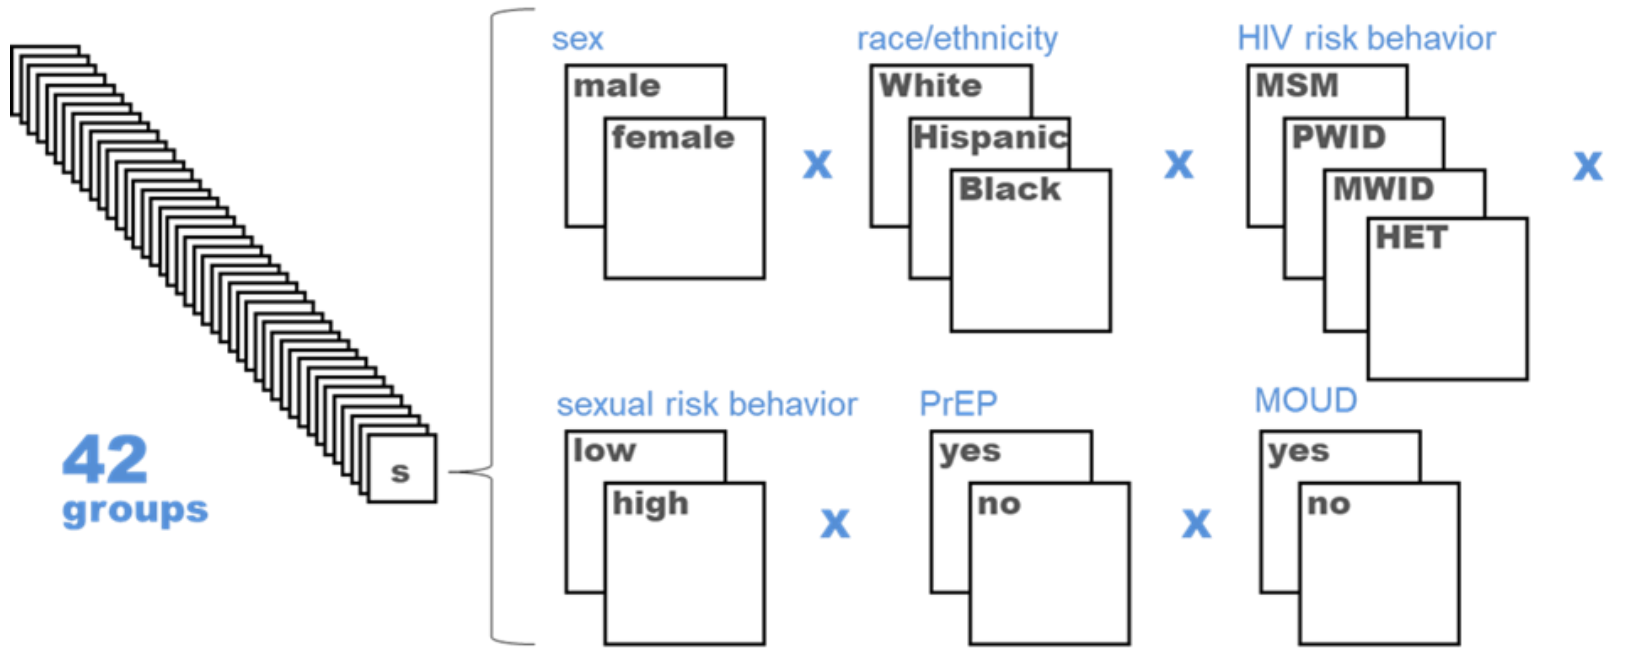 sex
male
female
x
race/ethnicity
White
Hispanic
Black
x
HIV risk behavior
MSM
PWID
MWID
HET
x
42
groups
s
sexual risk behavior
low
high
x
PrEP
yes
no
x
MOUD
yes
no